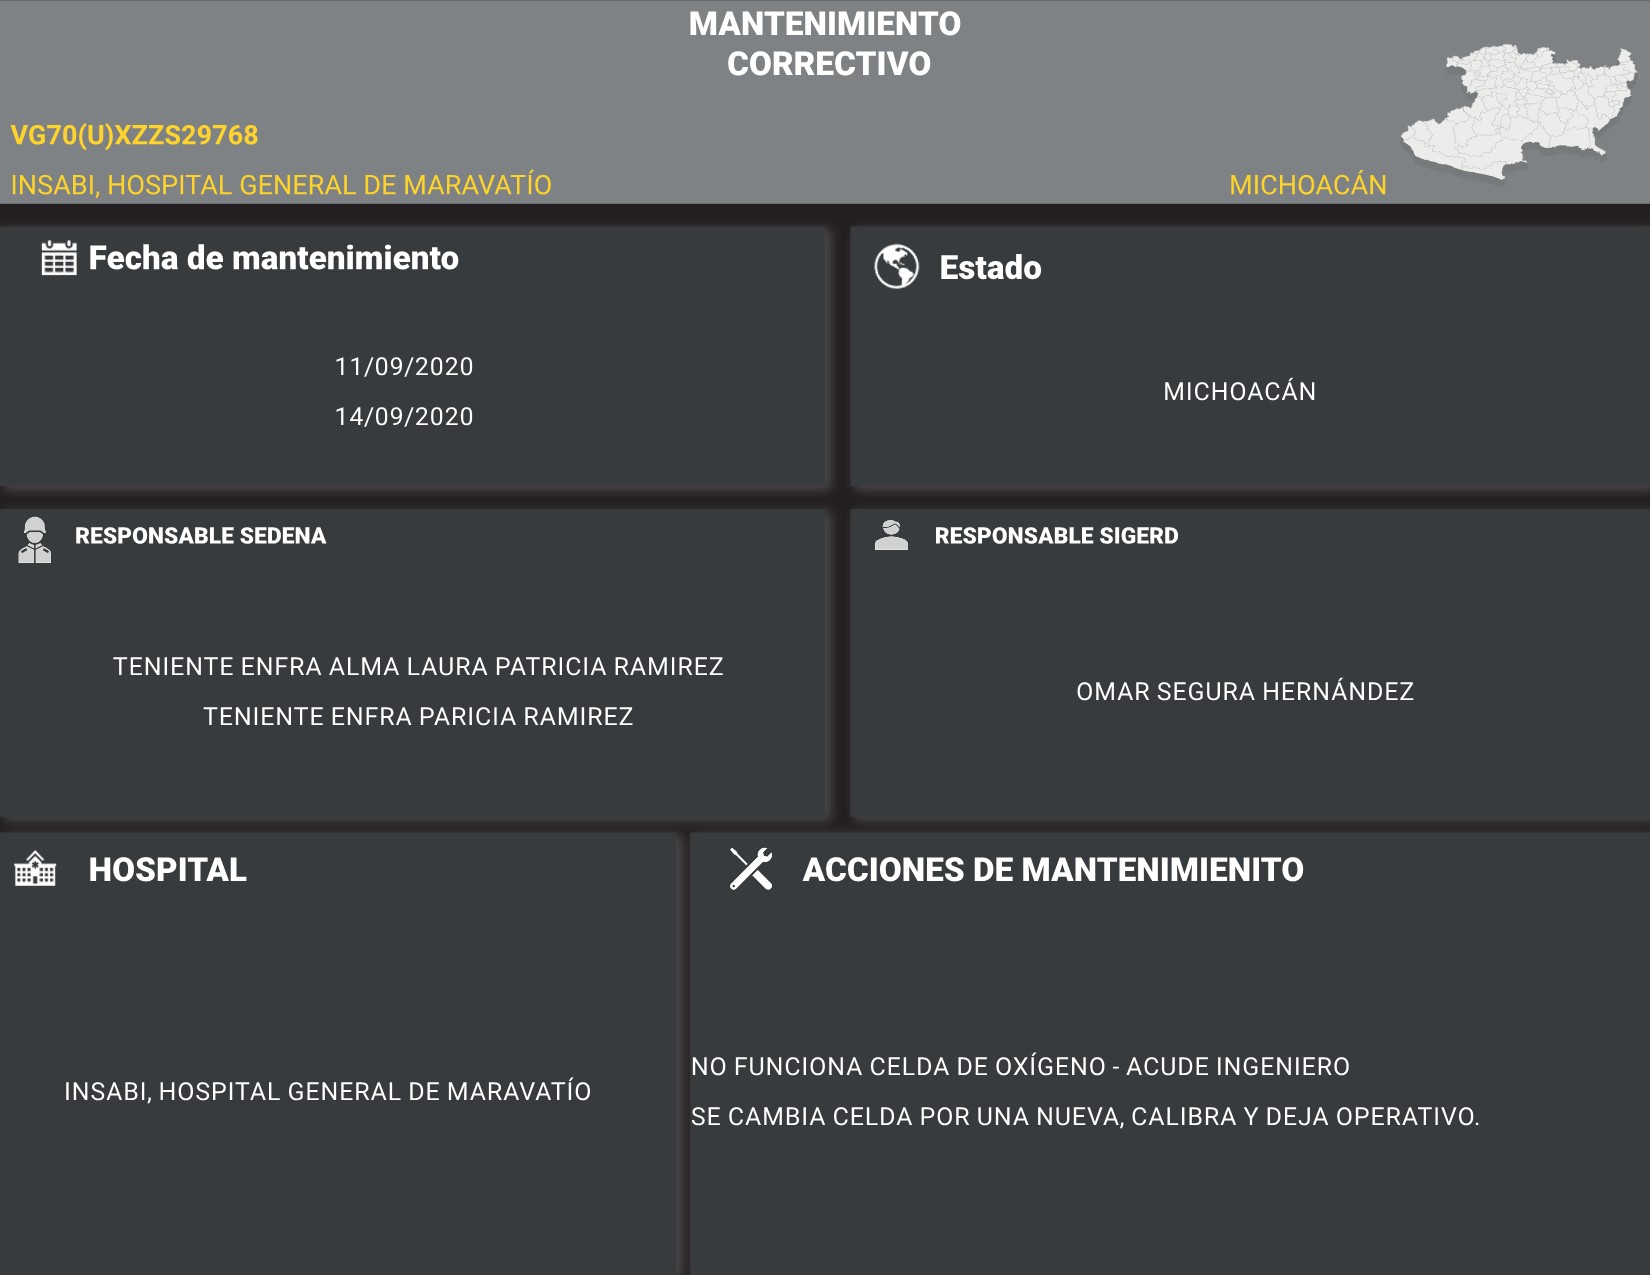 MANTENIMIENTO
CORRECTIVO
VG70(U)XZZS29768
INSABI, HOSPITAL GENERAL DE MARAVATÍO
MICHOACÁN
Fecha de mantenimiento
11/09/2020
14/09/2020
Estado
MICHOACÁN
RESPONSABLE SEDENA
TENIENTE ENFRA ALMA LAURA PATRICIA RAMIREZ
TENIENTE ENFRA PARICIA RAMIREZ
RESPONSABLE SIGERD
OMAR SEGURA HERNÁNDEZ
HOSPITAL
INSABI, HOSPITAL GENERAL DE MARAVATÍO
ACCIONES DE MANTENIMIENITO
NO FUNCIONA CELDA DE OXÍGENO - ACUDE INGENIERO
SE CAMBIA CELDA POR UNA NUEVA, CALIBRA Y DEJA OPERATIVO.